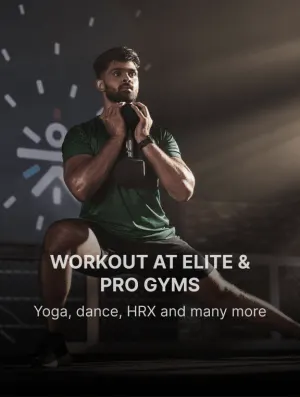 WORKOUT AT ELITE &
PRO GYMS
Yoga, dance, HRX and many more